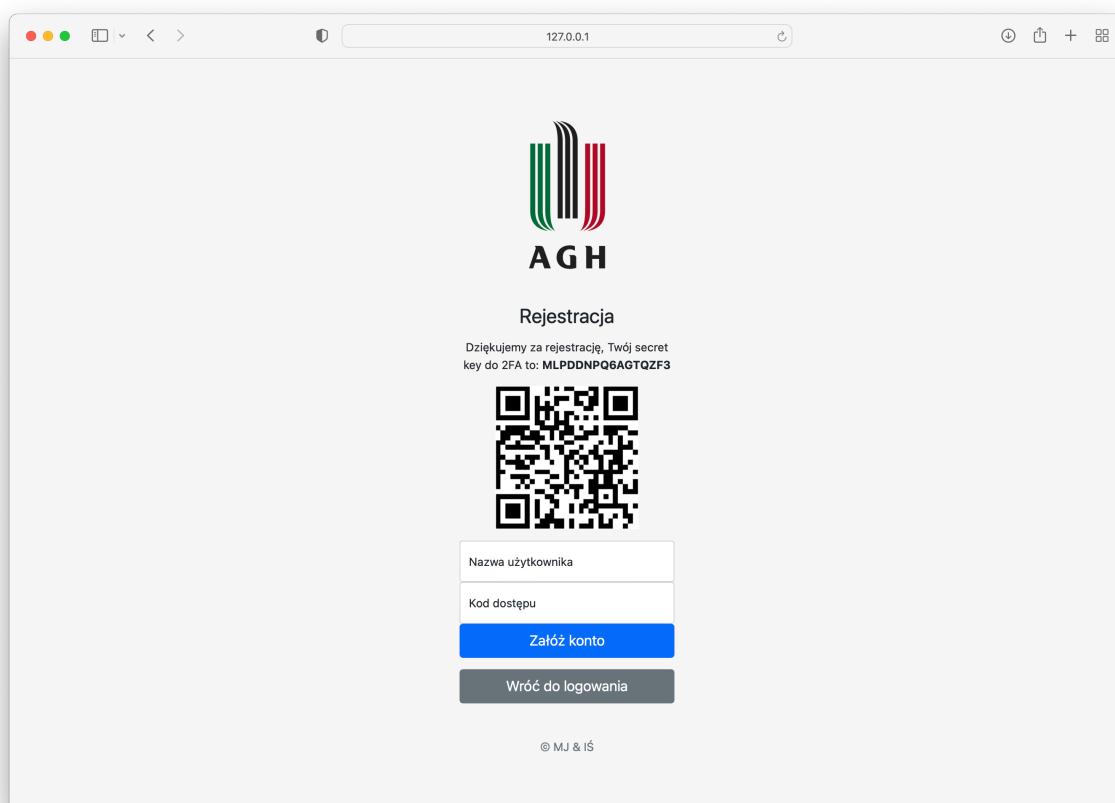 127.0.0.1
AGH
Rejestracja
Dziękujemy za rejestrację, Twój secret
key do 2FA to: MLPDDNPQ6AGTQZF3
Nazwa użytkownika
Kod dostępu
Załóż konto
Wróć do logowania
© MJ & IŚ